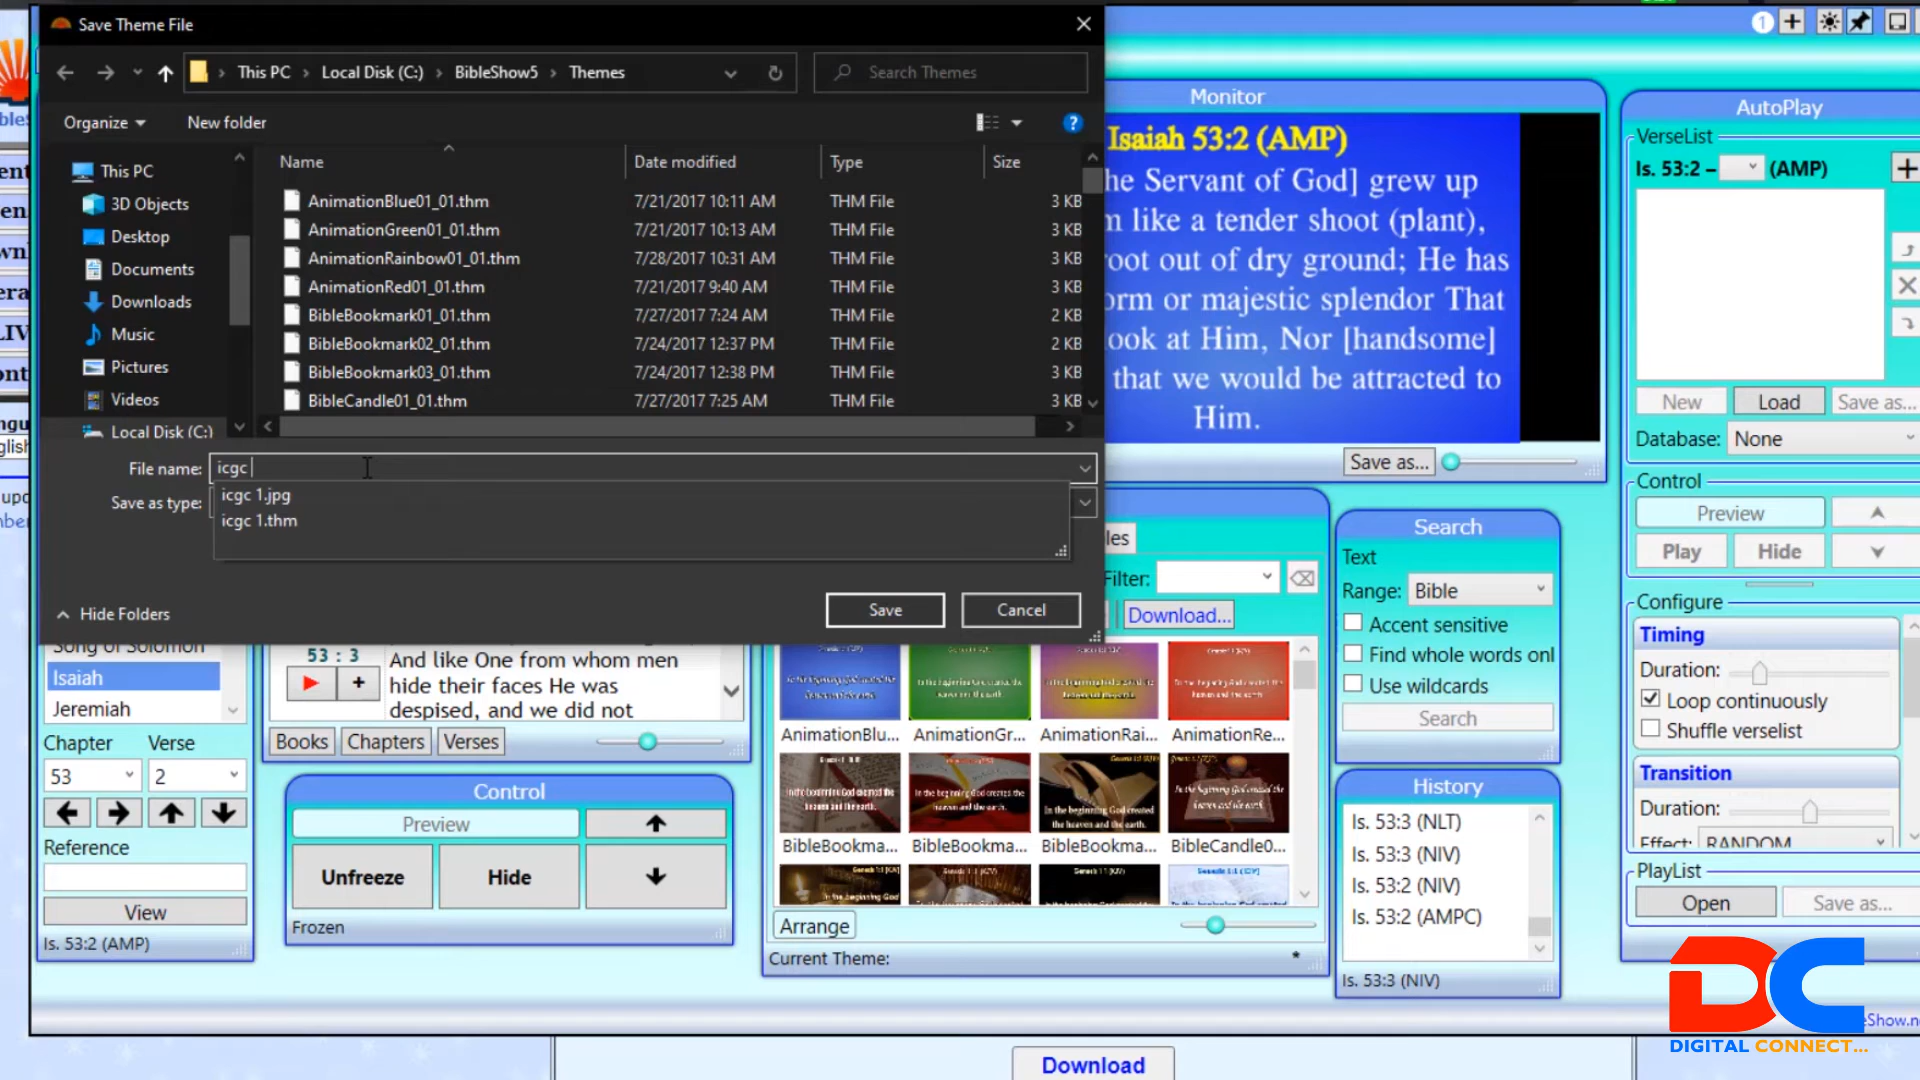 Save Theme File
This PC
Local Disk (C:)
BibleShow5
Themes
Search Themes
Organize
New folder
This PC
3D Objects
Desktop
Documents
Downloads
Music
Pictures
Videos
Local Disk (C:)
Name
Date modified
Type
Size
AnimationBlue01_01.thm 7/21/2017 10:11 AM THM File 3 KB
AnimationGreen01_01.thm 7/21/2017 10:13 AM THM File 3 KB
AnimationRainbow01_01.thm 7/28/2017 10:31 AM THM File 3 KB
AnimationRed01_01.thm 7/21/2017 9:40 AM THM File 3 KB
BibleBookmark01_01.thm 7/27/2017 7:24 AM THM File 2 KB
BibleBookmark02_01.thm 7/24/2017 12:37 PM THM File 2 KB
BibleBookmark03_01.thm 7/24/2017 12:38 PM THM File 3 KB
BibleCandle01_01.thm 7/27/2017 7:25 AM THM File 3 KB
File name: icgc
icgc 1.jpg
icgc 1.thm
Save as type:
Hide Folders
Save
Cancel
Monitor
Isaiah 53:2 (AMP)
he Servant of God] grew up
like a tender shoot (plant),
oot out of dry ground; He has
orm or majestic splendor That
ook at Him, Nor [handsome]
that we would be attracted to
Him.
Save as...
AutoPlay
VerseList
Is. 53:2 – (AMP)
New
Load
Save as...
Database: None
Control
Preview
Play
Hide
Configure
Timing
Duration:
Loop continuously
Shuffle verselist
Transition
Duration:
Effect: RANDOM
PlayList
Open
Save as...
Song of Solomon
Isaiah
Jeremiah
Chapter
Verse
53
2
Reference
View
Is. 53:2 (AMP)
53 : 3
And like One from whom men
hide their faces He was
despised, and we did not
Books
Chapters
Verses
Control
Preview
Unfreeze
Hide
Frozen
les
Filter:
Download...
AnimationBlu...
AnimationGr...
AnimationRai...
AnimationRe...
BibleBookma...
BibleBookma...
BibleBookma...
BibleCandle0...
Arrange
Current Theme:
*
Search
Text
Range: Bible
Accent sensitive
Find whole words onl
Use wildcards
Search
History
Is. 53:3 (NLT)
Is. 53:3 (NIV)
Is. 53:2 (NIV)
Is. 53:2 (AMPC)
Is. 53:3 (NIV)
DC
DIGITAL CONNECT...
eShow.n
Download